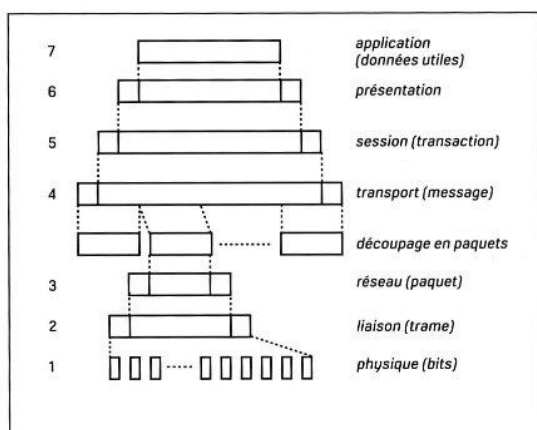 7 application
(données utiles)
6 présentation
5 session (transaction)
4 transport (message)
découpage en paquets
3 réseau (paquet)
2 liaison (trame)
1 physique (bits)